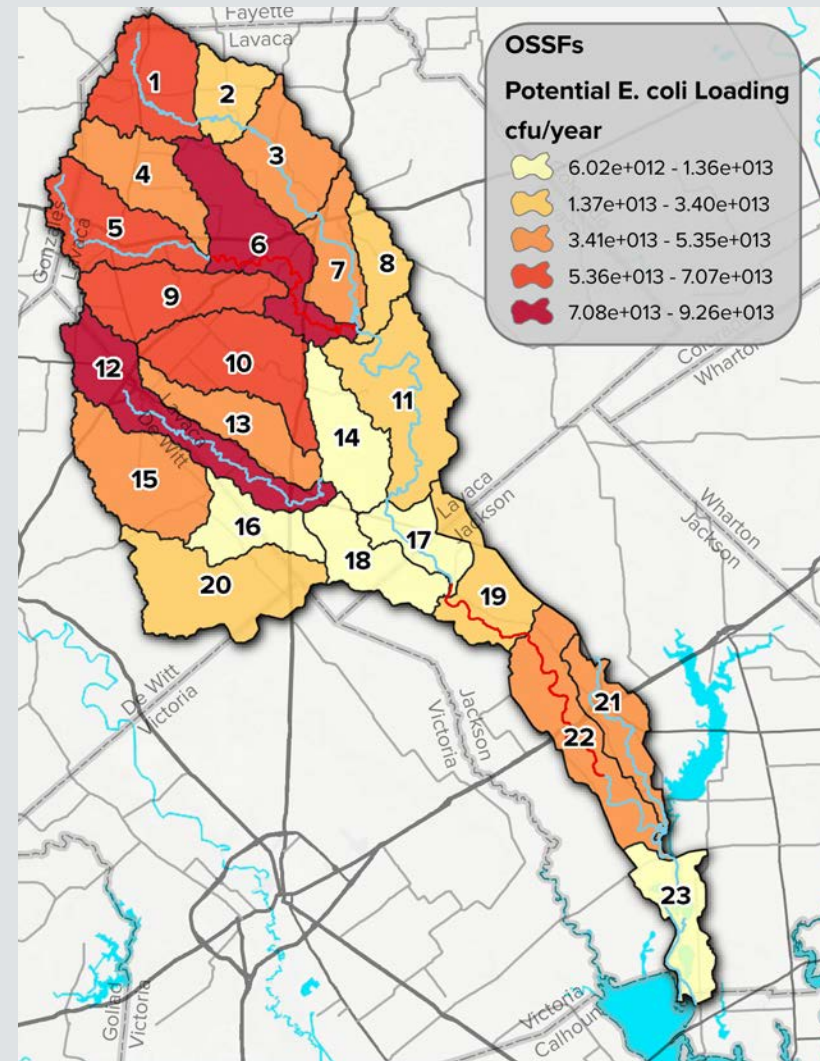 Fayette
Lavaca
OSSFs
Potential E. coli Loading
cfu/year
6.02e+012 - 1.36e+013
1.37e+013 - 3.40e+013
3.41e+013 - 5.35e+013
5.36e+013 - 7.07e+013
7.08e+013 - 9.26e+013
1
2
3
4
5
6
7
8
9
10
11
12
13
14
15
16
17
18
19
20
21
22
23
Gonzales
Lavaca
Lavaca
De Witt
Colorado
Wharton
Lavaca
Jackson
Wharton
Jackson
De Witt
Victoria
Jackson
Victoria
Goliad
Victoria
Victoria
Calhoun